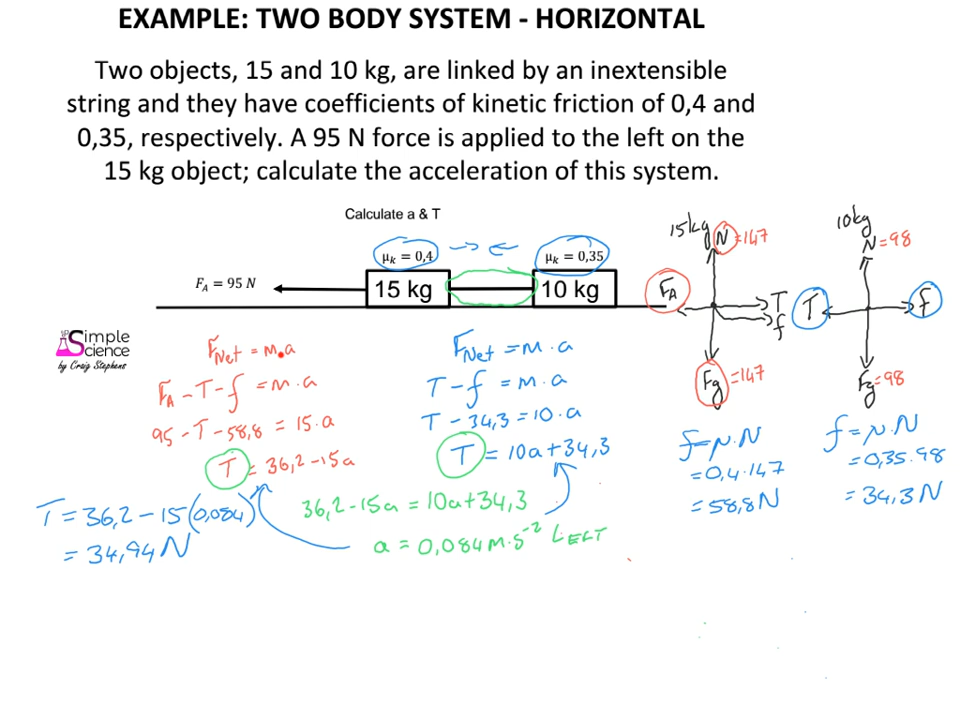 EXAMPLE: TWO BODY SYSTEM - HORIZONTAL
Two objects, 15 and 10 kg, are linked by an inextensible
string and they have coefficients of kinetic friction of 0,4 and
0,35, respectively. A 95 N force is applied to the left on the
15 kg object; calculate the acceleration of this system.
Calculate a & T
μk = 0,4
μk = 0,35
FA = 95 N
15 kg
10 kg
15kg
N=147
FA
T
f
Fg=147
10kg
N=98
T
f
Fg=98
Simple
Science
by Craig Stephens
FNet = m.a
FA - T - f = m.a
95 - T - 58,8 = 15.a
T = 36,2 - 15a
FNet = m.a
T - f = m.a
T - 34,3 = 10.a
T = 10a + 34,3
f=μ.N
=0,4.147
=58,8N
f=μ.N
=0,35.98
=34,3N
36,2 - 15a = 10a + 34,3
a = 0,084 m.s⁻² LEFT
T = 36,2 - 15(0,084)
= 34,94 N